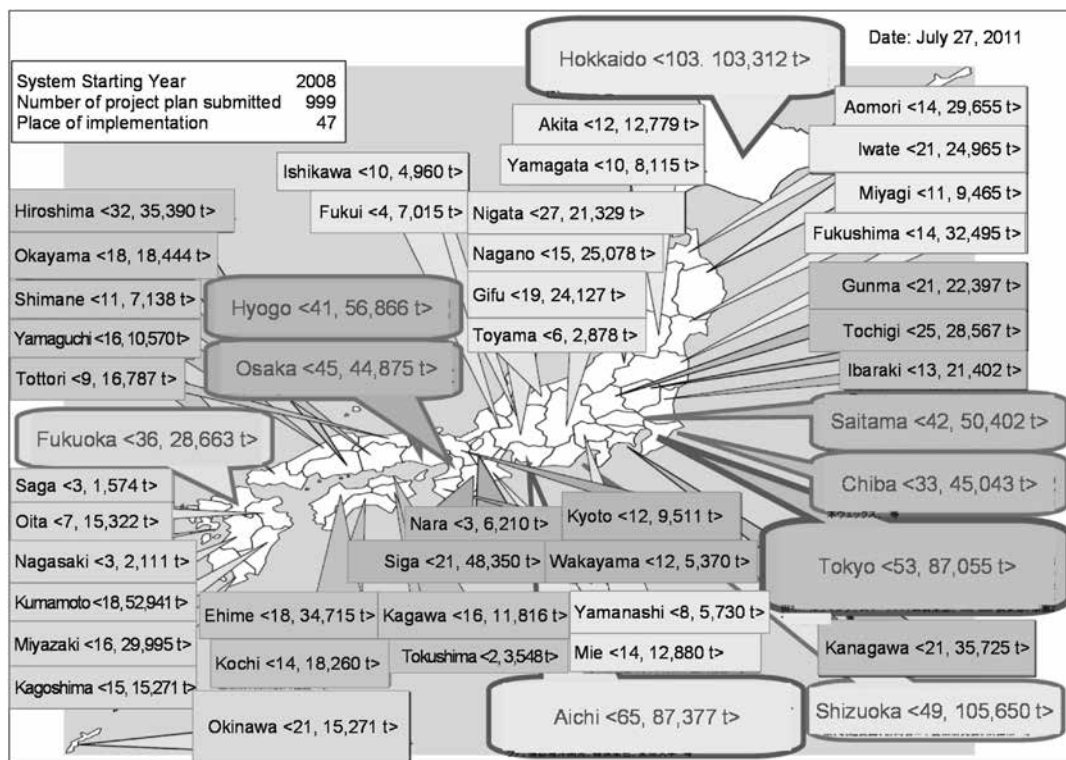 Date: July 27, 2011
System Starting Year 2008
Number of project plan submitted 999
Place of implementation 47
Hokkaido <103. 103,312 t>
Akita <12, 12,779 t>
Yamagata <10, 8,115 t>
Aomori <14, 29,655 t>
Iwate <21, 24,965 t>
Miyagi <11, 9,465 t>
Fukushima <14, 32,495 t>
Ishikawa <10, 4,960 t>
Fukui <4, 7,015 t>
Nigata <27, 21,329 t>
Nagano <15, 25,078 t>
Gifu <19, 24,127 t>
Toyama <6, 2,878 t>
Hiroshima <32, 35,390 t>
Okayama <18, 18,444 t>
Shimane <11, 7,138 t>
Yamaguchi <16, 10,570 t>
Tottori <9, 16,787 t>
Hyogo <41, 56,866 t>
Osaka <45, 44,875 t>
Gunma <21, 22,397 t>
Tochigi <25, 28,567 t>
Ibaraki <13, 21,402 t>
Saitama <42, 50,402 t>
Chiba <33, 45,043 t>
Tokyo <53, 87,055 t>
Fukuoka <36, 28,663 t>
Saga <3, 1,574 t>
Oita <7, 15,322 t>
Nagasaki <3, 2,111 t>
Kumamoto <18, 52,941 t>
Miyazaki <16, 29,995 t>
Kagoshima <15, 15,271 t>
Nara <3, 6,210 t>
Kyoto <12, 9,511 t>
Siga <21, 48,350 t>
Wakayama <12, 5,370 t>
Ehime <18, 34,715 t>
Kagawa <16, 11,816 t>
Yamanashi <8, 5,730 t>
Kochi <14, 18,260 t>
Tokushima <2, 3,548 t>
Mie <14, 12,880 t>
Kanagawa <21, 35,725 t>
Okinawa <21, 15,271 t>
Aichi <65, 87,377 t>
Shizuoka <49, 105,650 t>